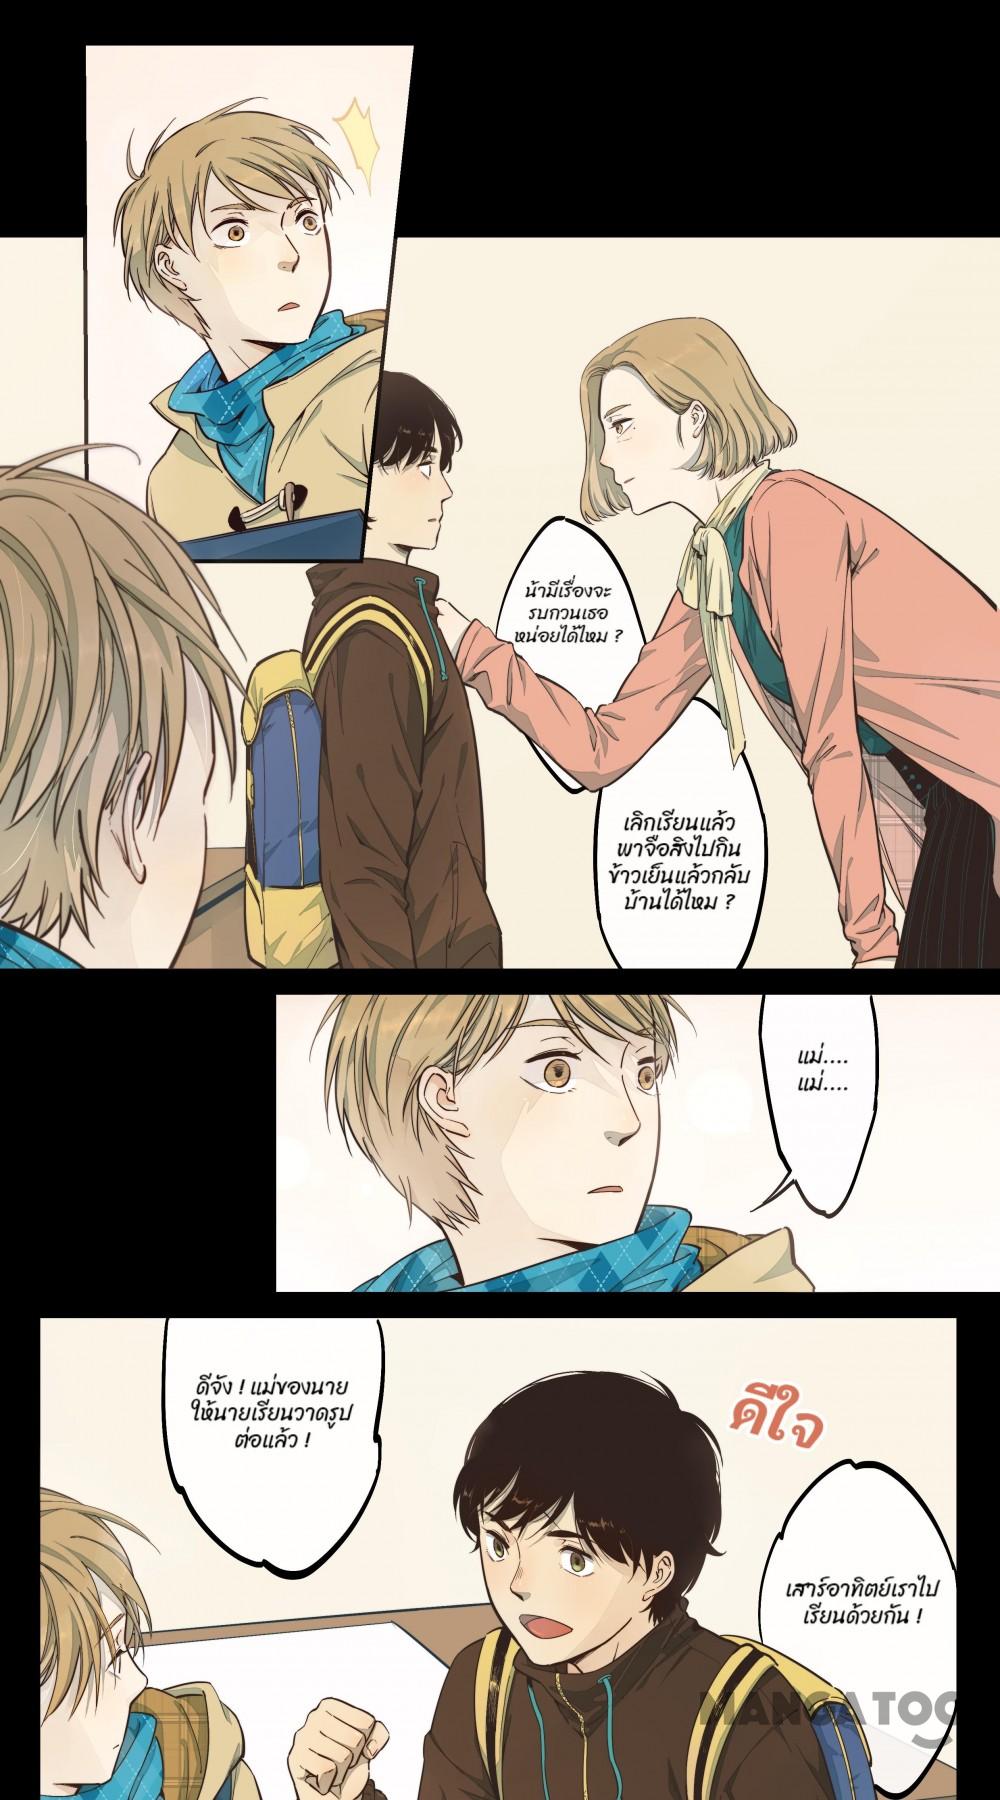 น้ามีเรื่องจะ
รบกวนเธอ
หน่อยได้ไหม ?
เลิกเรียนแล้ว
พาจือสิงไปกิน
ข้าวเย็นแล้วกลับ
บ้านได้ไหม ?
แม่....
แม่....
ดีจัง ! แม่ของนาย
ให้นายเรียนวาดรูป
ต่อแล้ว !
ดีใจ
เสาร์อาทิตย์เราไป
เรียนด้วยกัน !
MANGATOO